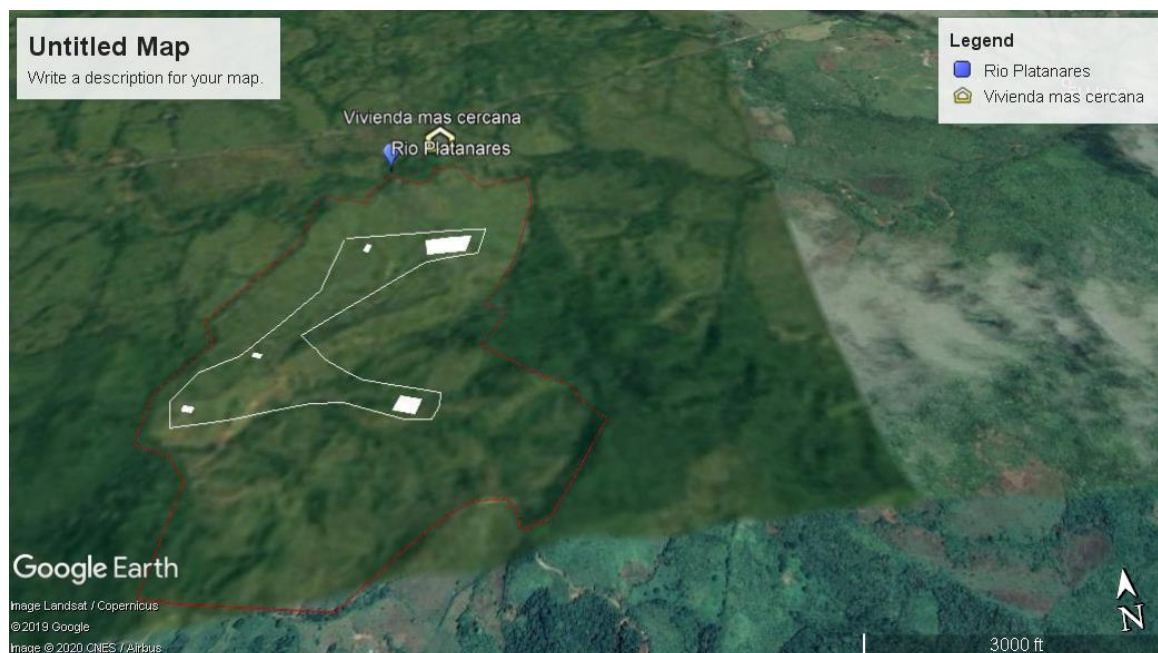 Untitled Map
Write a description for your map.
Legend
Rio Platanares
Vivienda mas cercana
Vivienda mas cercana
Rio Platanares
Google Earth
Image Landsat / Copernicus
©2019 Google
Image © 2020 CNES / Airbus
N
3000 ft